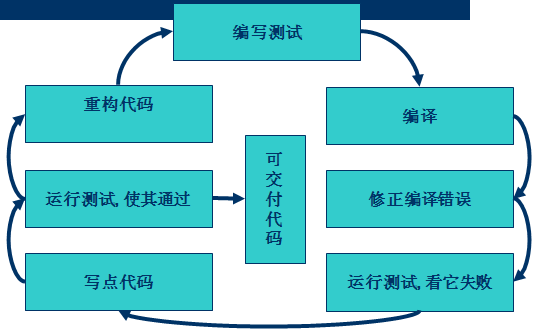 编写测试
重构代码
编译
可交付代码
运行测试,使其通过
修正编译错误
写点代码
运行测试,看它失败